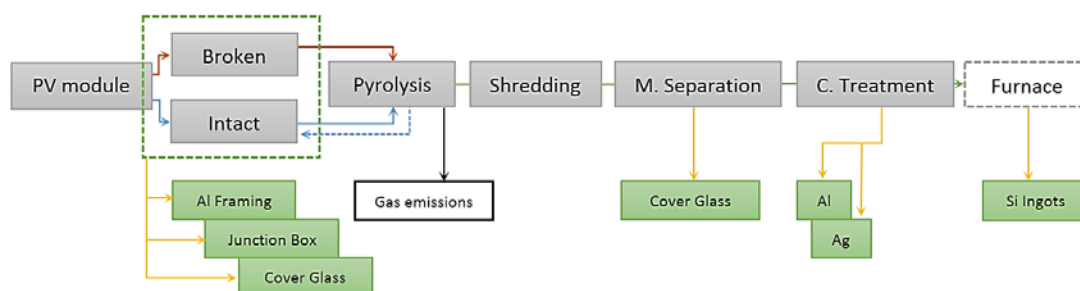 PV module
Broken
Intact
Pyrolysis
Shredding
M. Separation
C. Treatment
Furnace
Al Framing
Junction Box
Cover Glass
Gas emissions
Cover Glass
Al
Ag
Si Ingots